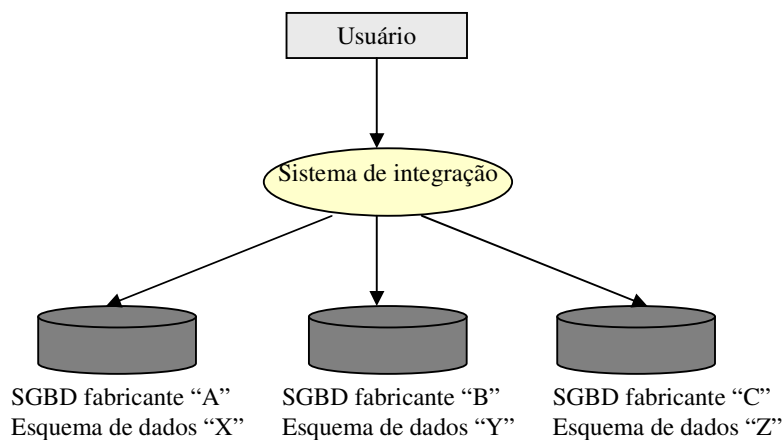 Usuário
Sistema de integração
SGBD fabricante “A”
Esquema de dados “X”
SGBD fabricante “B”
Esquema de dados “Y”
SGBD fabricante “C”
Esquema de dados “Z”